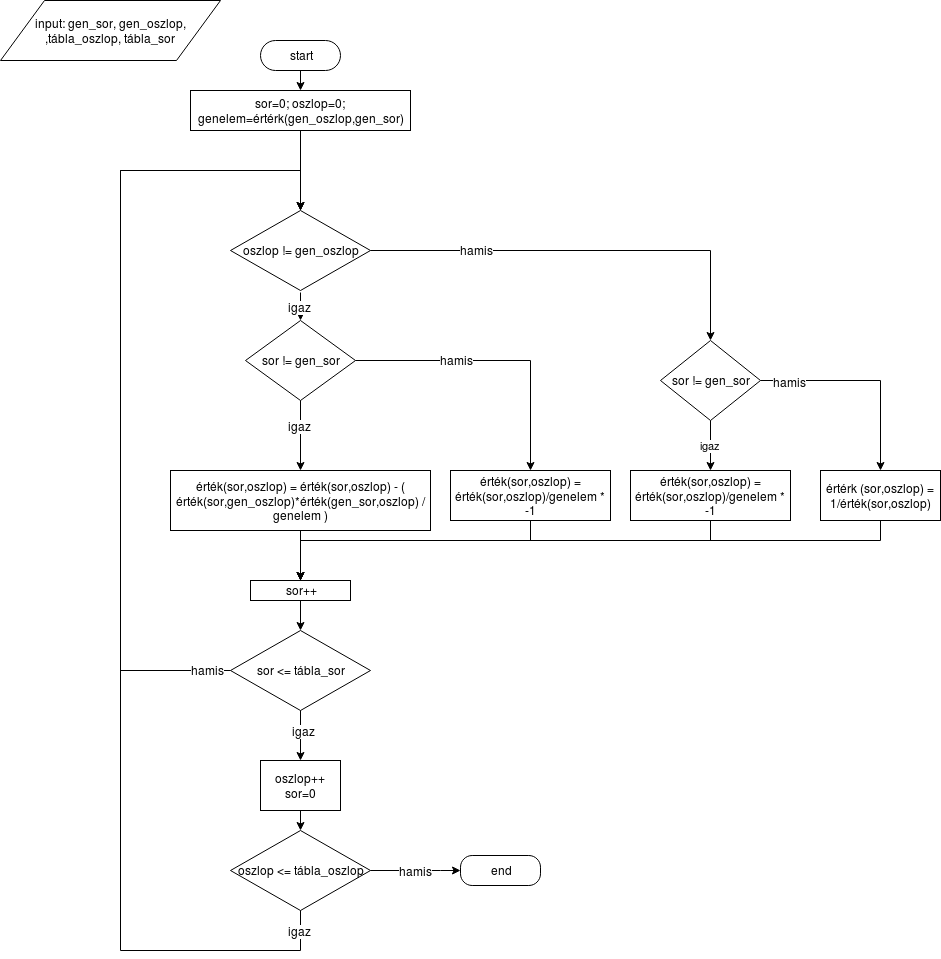 input: gen_sor, gen_oszlop,
,tábla_oszlop, tábla_sor
start
sor=0; oszlop=0;
genelem=értérk(gen_oszlop,gen_sor)
oszlop != gen_oszlop
hamis
igaz
sor != gen_sor
hamis
sor != gen_sor
hamis
igaz
igaz
érték(sor,oszlop) = érték(sor,oszlop) - (
érték(sor,gen_oszlop)*érték(gen_sor,oszlop) /
genelem )
érték(sor,oszlop) =
érték(sor,oszlop)/genelem *
-1
érték(sor,oszlop) =
érték(sor,oszlop)/genelem *
-1
értérk (sor,oszlop) =
1/érték(sor,oszlop)
sor++
sor <= tábla_sor
hamis
igaz
oszlop++
sor=0
oszlop <= tábla_oszlop
hamis
end
igaz